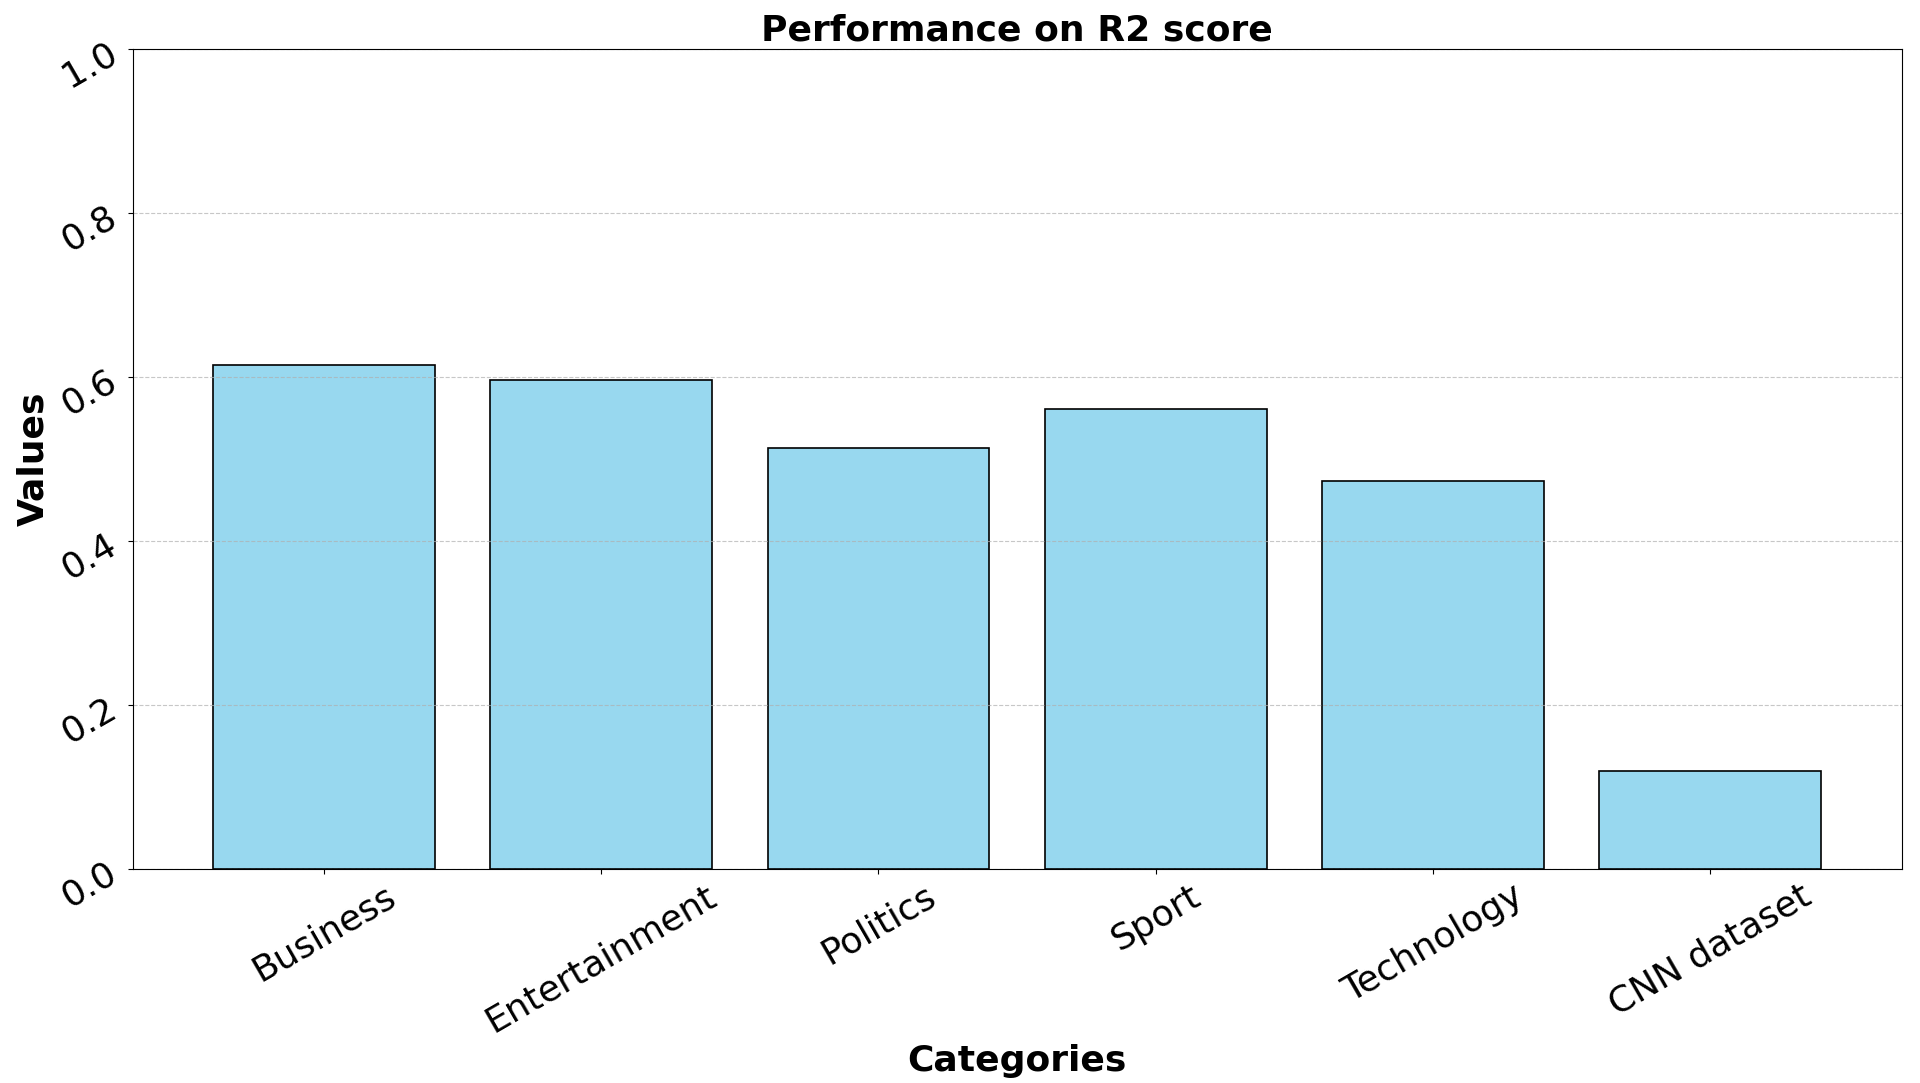 Performance on R2 score
Values
1.0
0.8
0.6
0.4
0.2
0.0
Business
Entertainment
Politics
Sport
Technology
CNN dataset
Categories